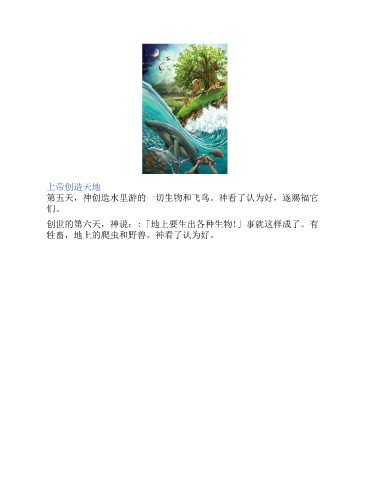 上帝创造天地
第五天，神创造水里游的一切生物和飞鸟。神看了认为好，逐赐福它
们。
创世的第六天，神说：:「地上要生出各种生物!」事就这样成了。有
牲畜，地上的爬虫和野兽。神看了认为好。